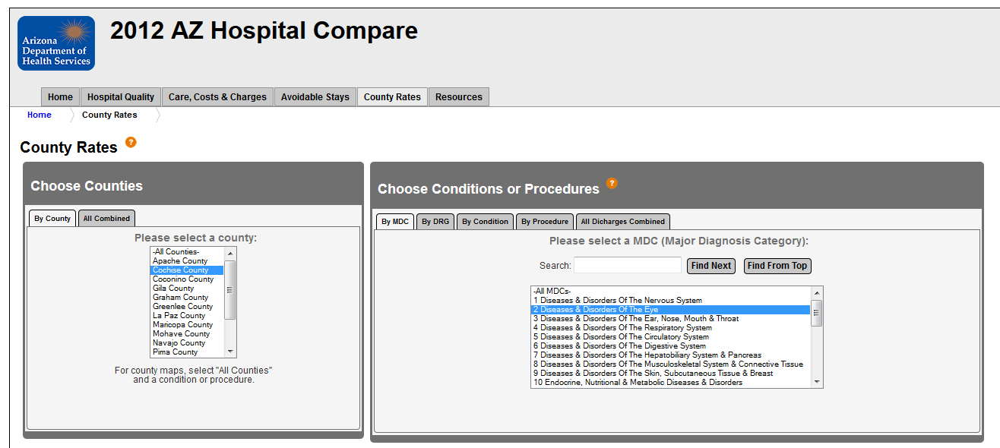 Arizona
Department of
Health Services
2012 AZ Hospital Compare
Home
Hospital Quality
Care, Costs & Charges
Avoidable Stays
County Rates
Resources
Home
County Rates
County Rates ?
Choose Counties
By County
All Combined
Please select a county:
-All Counties-
Apache County
Cochise County
Coconino County
Gila County
Graham County
Greenlee County
La Paz County
Maricopa County
Mohave County
Navajo County
Pima County
For county maps, select "All Counties"
and a condition or procedure.
Choose Conditions or Procedures ?
By MDC
By DRG
By Condition
By Procedure
All Dicharges Combined
Please select a MDC (Major Diagnosis Category):
Search:
Find Next
Find From Top
-All MDCs-
1 Diseases & Disorders Of The Nervous System
2 Diseases & Disorders Of The Eye
3 Diseases & Disorders Of The Ear, Nose, Mouth & Throat
4 Diseases & Disorders Of The Respiratory System
5 Diseases & Disorders Of The Circulatory System
6 Diseases & Disorders Of The Digestive System
7 Diseases & Disorders Of The Hepatobiliary System & Pancreas
8 Diseases & Disorders Of The Musculoskeletal System & Connective Tissue
9 Diseases & Disorders Of The Skin, Subcutaneous Tissue & Breast
10 Endocrine, Nutritional & Metabolic Diseases & Disorders